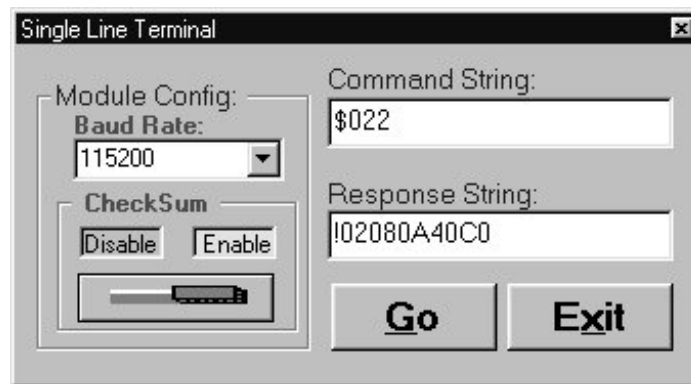 Single Line Terminal
Module Config:
Baud Rate:
115200
CheckSum
Disable Enable
Command String:
$022
Response String:
!02080A40C0
Go Exit